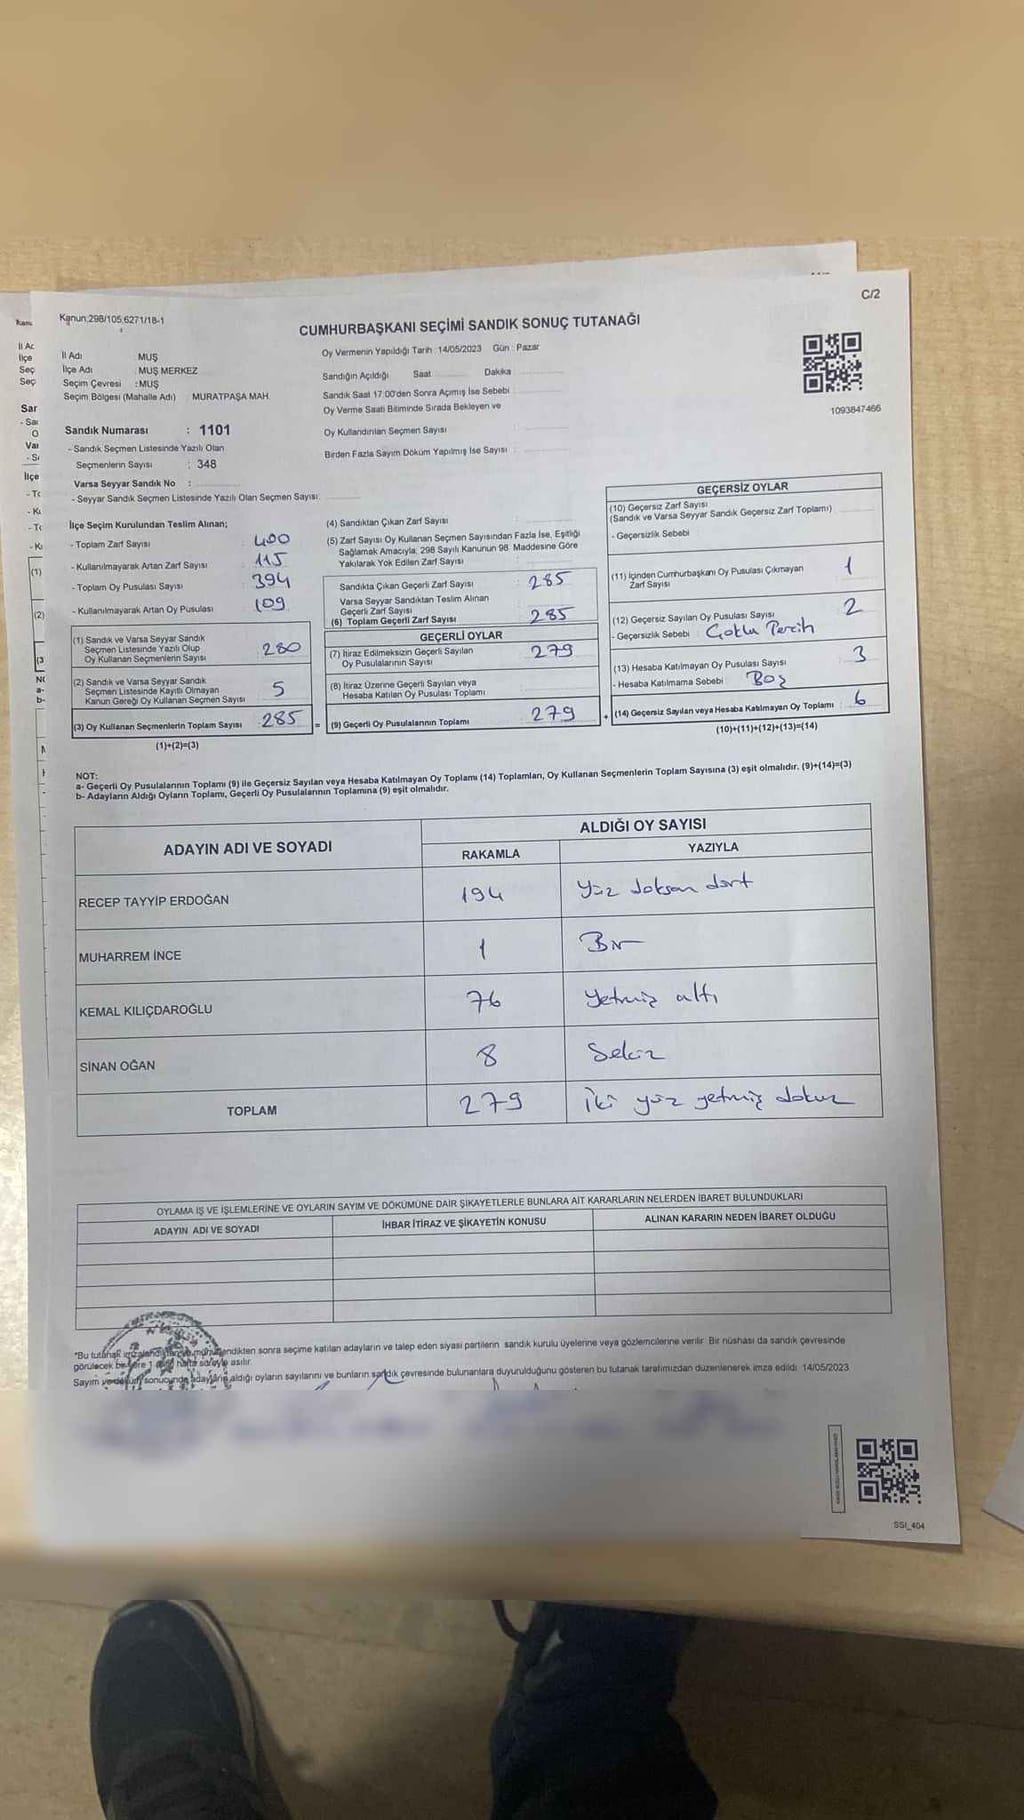 C/2
Kanun;298/105;6271/18-1
CUMHURBAŞKANI SEÇİMİ SANDIK SONUÇ TUTANAĞI
İl Adı MUŞ
İlçe Adı MUŞ MERKEZ
Seçim Çevresi :MUŞ
Seçim Bölgesi (Mahalle Adı) MURATPAŞA MAH.
Sandık Numarası : 1101
- Sandık Seçmen Listesinde Yazılı Olan
Seçmenlerin Sayısı : 348
Varsa Seyyar Sandık No :
- Seyyar Sandık Seçmen Listesinde Yazılı Olan Seçmen Sayısı:
Oy Vermenin Yapıldığı Tarih :14/05/2023 Gün : Pazar
Sandığın Açıldığı Saat Dakika
Sandık Saat 17:00'den Sonra Açımış İse Sebebi
Oy Verme Saati Bitiminde Sırada Bekleyen ve
Oy Kullandırılan Seçmen Sayısı :
Birden Fazla Sayım Döküm Yapılmış İse Sayısı :
1093847466
İlçe Seçim Kurulundan Teslim Alınan;
- Toplam Zarf Sayısı : 400
- Kullanılmayarak Artan Zarf Sayısı : 115
- Toplam Oy Pusulası Sayısı : 394
- Kullanılmayarak Artan Oy Pusulası : 109
(1) Sandık ve Varsa Seyyar Sandık
Seçmen Listesinde Yazılı Olup
Oy Kullanan Seçmenlerin Sayısı : 280
(2) Sandık ve Varsa Seyyar Sandık
Seçmen Listesinde Kayıtlı Olmayan
Kanun Gereği Oy Kullanan Seçmen Sayısı : 5
(3) Oy Kullanan Seçmenlerin Toplam Sayısı : 285
(1)+(2)=(3)
(4) Sandıktan Çıkan Zarf Sayısı :
(5) Zarf Sayısı Oy Kullanan Seçmen Sayısından Fazla İse, Eşitliği
Sağlamak Amacıyla; 298 Sayılı Kanunun 98. Maddesine Göre
Yakılarak Yok Edilen Zarf Sayısı :
Sandıkta Çıkan Geçerli Zarf Sayısı : 285
Varsa Seyyar Sandıktan Teslim Alınan
Geçerli Zarf Sayısı :
(6) Toplam Geçerli Zarf Sayısı : 285
GEÇERLİ OYLAR
(7) İtiraz Edilmeksizin Geçerli Sayılan
Oy Pusulalarının Sayısı : 279
(8) İtiraz Üzerine Geçerli Sayılan veya
Hesaba Katılan Oy Pusulası Toplamı :
= (9) Geçerli Oy Pusulalarının Toplamı : 279
GEÇERSİZ OYLAR
(10) Geçersiz Zarf Sayısı
(Sandık ve Varsa Seyyar Sandık Geçersiz Zarf Toplamı) :
- Geçersizlik Sebebi
(11) İçinden Cumhurbaşkanı Oy Pusulası Çıkmayan
Zarf Sayısı 1
(12) Geçersiz Sayılan Oy Pusulası Sayısı 2
- Geçersizlik Sebebi : Çoklu Tercih
(13) Hesaba Katılmayan Oy Pusulası Sayısı : 3
- Hesaba Katılmama Sebebi : Boş
+ (14) Geçersiz Sayılan veya Hesaba Katılmayan Oy Toplamı : 6
(10)+(11)+(12)+(13)=(14)
NOT:
a- Geçerli Oy Pusulalarının Toplamı (9) ile Geçersiz Sayılan veya Hesaba Katılmayan Oy Toplamı (14) Toplamları, Oy Kullanan Seçmenlerin Toplam Sayısına (3) eşit olmalıdır. (9)+(14)=(3)
b- Adayların Aldığı Oyların Toplamı, Geçerli Oy Pusulalarının Toplamına (9) eşit olmalıdır.
ADAYIN ADI VE SOYADI
ALDIĞI OY SAYISI
RAKAMLA YAZIYLA
RECEP TAYYİP ERDOĞAN 194 Yüz doksan dört
MUHARREM İNCE 1 Bir
KEMAL KILIÇDAROĞLU 76 Yetmiş altı
SİNAN OĞAN 8 Sekiz
TOPLAM 279 İki yüz yetmiş dokuz
OYLAMA İŞ VE İŞLEMLERİNE VE OYLARIN SAYIM VE DÖKÜMÜNE DAİR ŞİKAYETLERLE BUNLARA AİT KARARLARIN NELERDEN İBARET BULUNDUKLARI
ADAYIN ADI VE SOYADI İHBAR İTİRAZ VE ŞİKAYETİN KONUSU ALINAN KARARIN NEDEN İBARET OLDUĞU
*Bu tutanak sonra seçime katılan adayların ve talep eden siyasi partilerin sandık kurulu üyelerine veya gözlemcilerine verilir. Bir nüshası da sandık çevresinde
görülecek bir yere 1 hafta süreyle asılır.
Sayım ve döküm sonucunda adayların aldığı oyların sayılarını ve bunların sandık çevresinde bulunanlara duyurulduğunu gösteren bu tutanak tarafımızdan düzenlenerek imza edildi. 14/05/2023
SSI_404